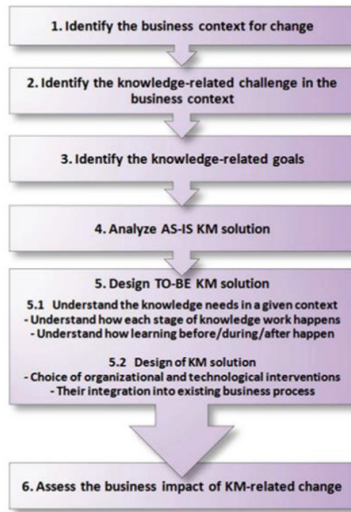 1. Identify the business context for change
2. Identify the knowledge-related challenge in the
business context
3. Identify the knowledge-related goals
4. Analyze AS-IS KM solution
5. Design TO-BE KM solution
5.1 Understand the knowledge needs in a given context
- Understand how each stage of knowledge work happens
- Understand how learning before/during/after happen
5.2 Design of KM solution
- Choice of organizational and technological interventions
- Their integration into existing business process
6. Assess the business impact of KM-related change